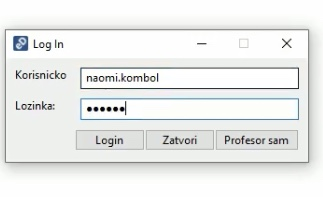 Log In
Korisnicko naomi.kombol
Lozinka: ••••••
Login Zatvori Profesor sam